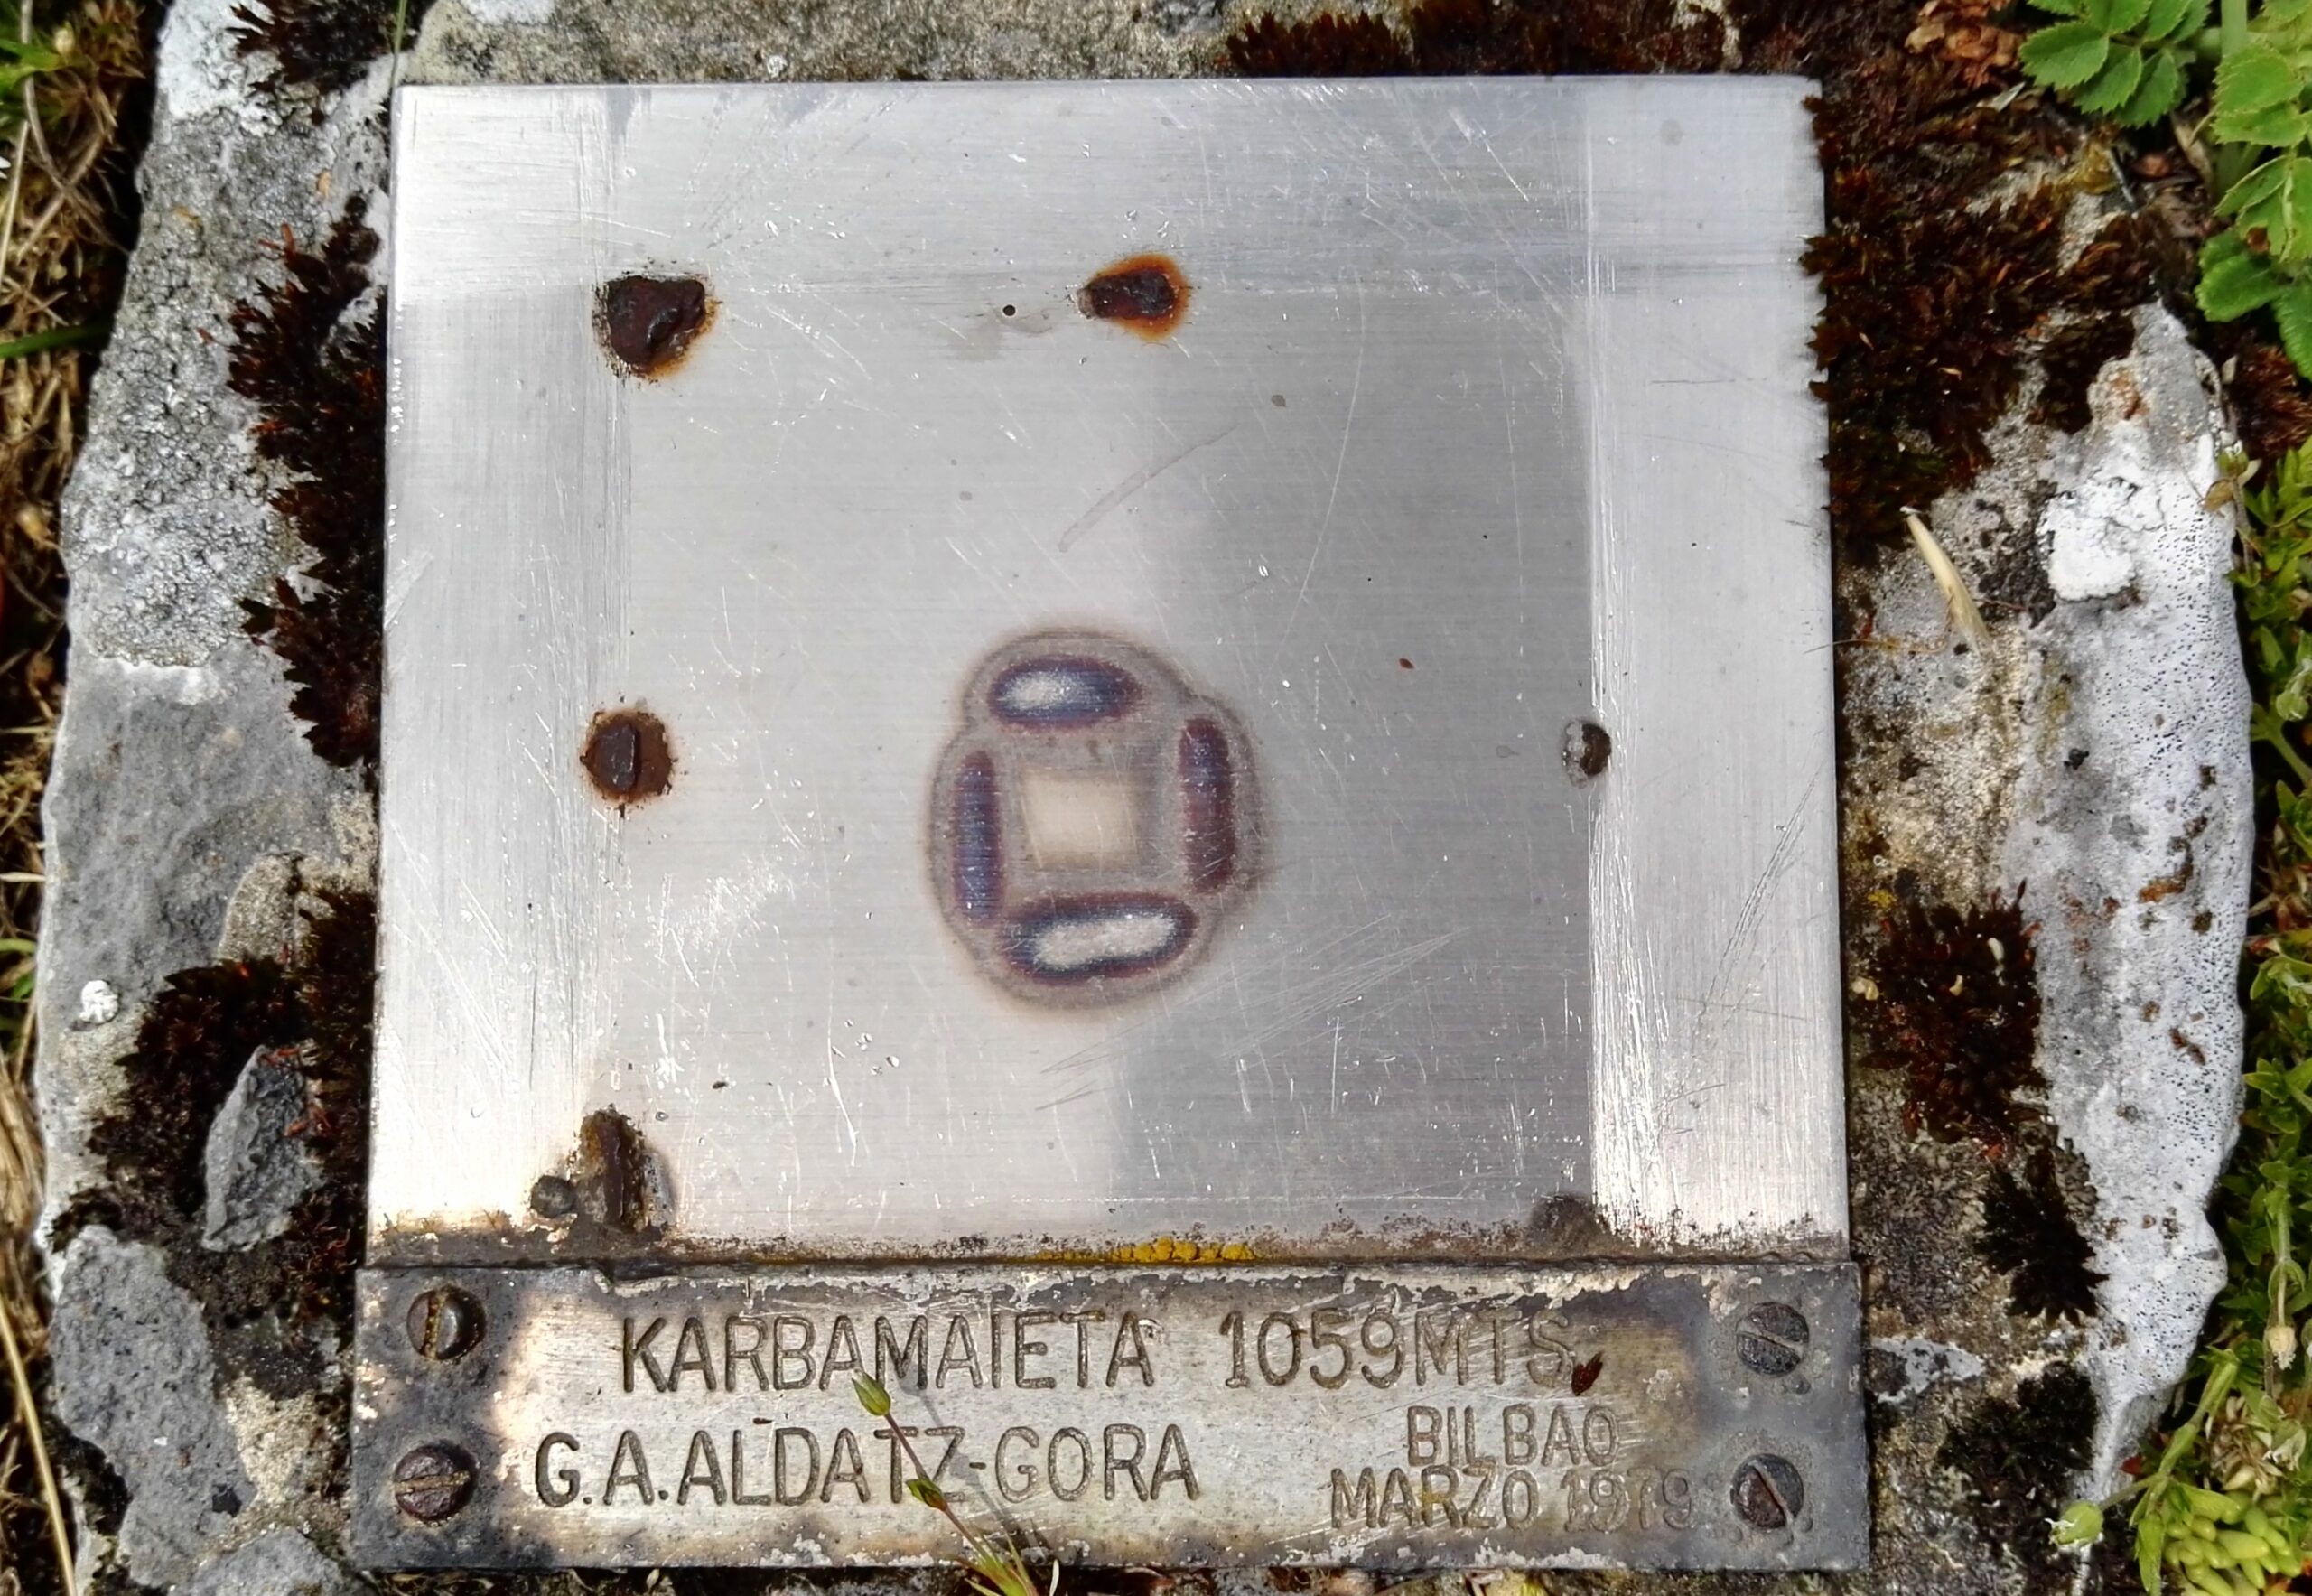 KARBAMAIETA 1059MTS.
G.A.ALDATZ-GORA
BILBAO
MARZO 1979